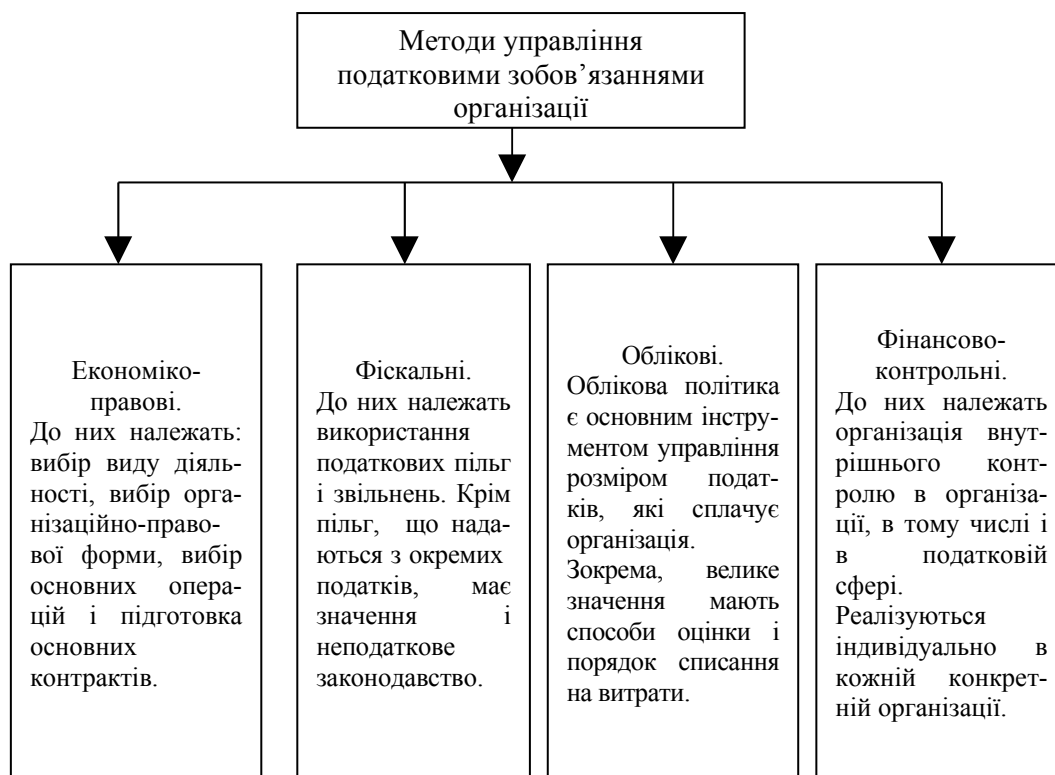 Методи управління
податковими зобов’язаннями
організації
Економіко-
правові.
До них належать:
вибір виду діяль-
ності, вибір орга-
нізаційно-право-
вої форми, вибір
основних опера-
цій і підготовка
основних
контрактів.
Фіскальні.
До них належать
використання
податкових пільг
і звільнень. Крім
пільг, що нада-
ються з окремих
податків, має
значення і
неподаткове
законодавство.
Облікові.
Облікова політика
є основним інстру-
ментом управління
розміром подат-
ків, які сплачує
організація.
Зокрема, велике
значення мають
способи оцінки і
порядок списання
на витрати.
Фінансово-
контрольні.
До них належать
організація внут-
рішнього конт-
ролю в організа-
ції, в тому числі і
в податковій
сфері.
Реалізуються
індивідуально в
кожній конкрет-
ній організації.